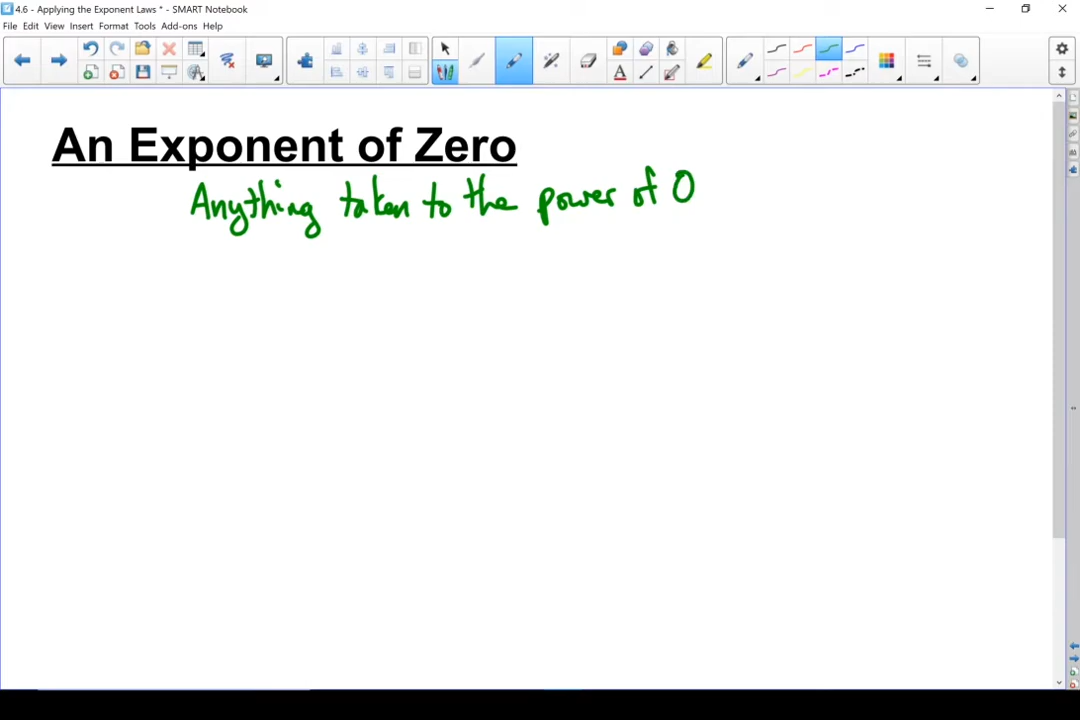 4.6 - Applying the Exponent Laws * - SMART Notebook
File Edit View Insert Format Tools Add-ons Help
An Exponent of Zero
Anything taken to the power of 0